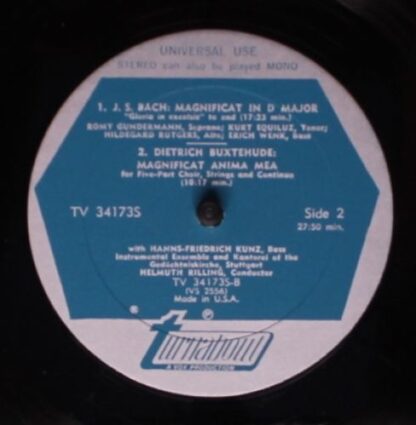 UNIVERSAL USE
STEREO can also be played MONO
1. J. S. BACH: MAGNIFICAT IN D MAJOR
"Gloria in excelsis" to end (17:23 min.)
ROMY GUNDERMANN, Soprano; KURT EQUILUZ, Tenor;
HILDEGARD RUTGERS, Alto; ERICH WENK, Bass
2. DIETRICH BUXTEHUDE:
MAGNIFICAT ANIMA MEA
for Five-Part Choir, Strings and Continuo
(10:17 min.)
TV 34173S
Side 2
27:50 min.
with HANNS-FRIEDRICH KUNZ, Bass
Instrumental Ensemble and Kantorei of the
Gedächtniskirche, Stuttgart
HELMUTH RILLING, Conductor
TV 34173S-B
(VS 2556)
Made in U.S.A.
® ℗
turnabout
A VOX PRODUCTION